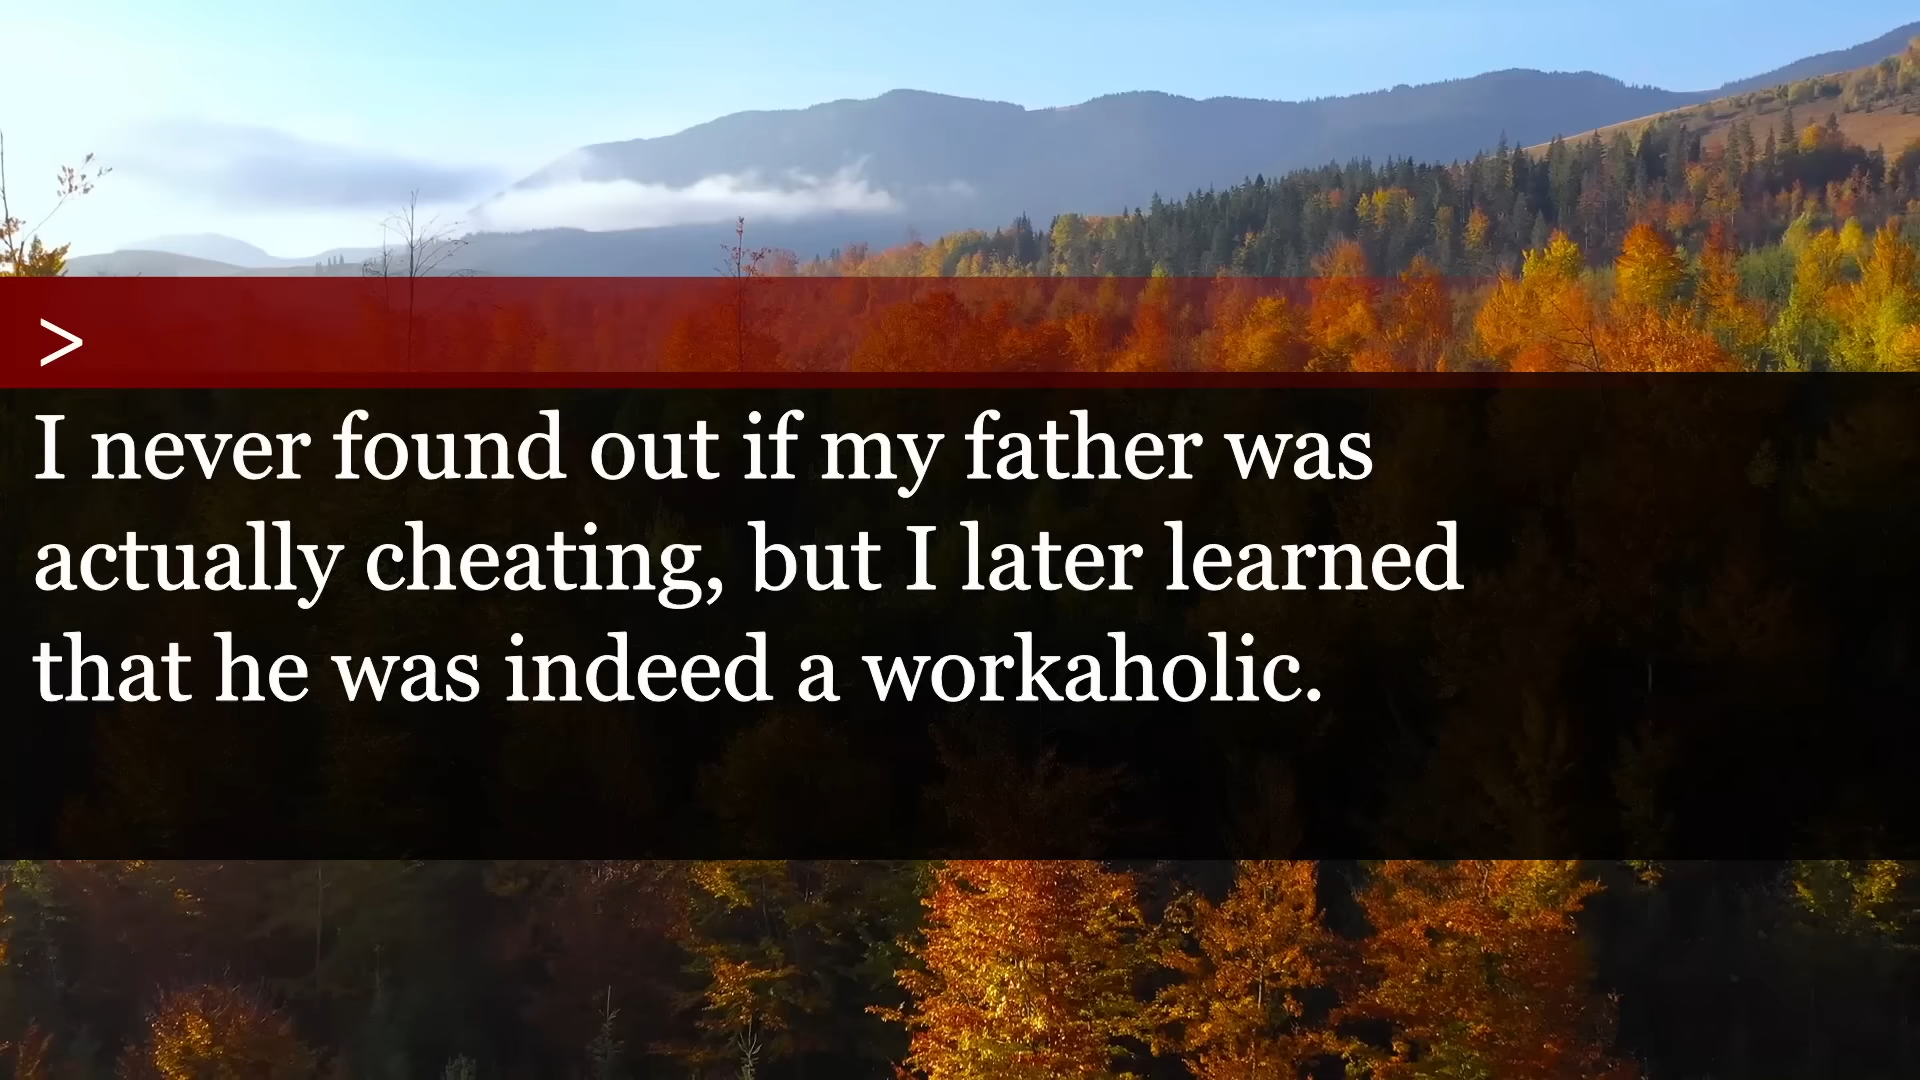 >
I never found out if my father was
actually cheating, but I later learned
that he was indeed a workaholic.